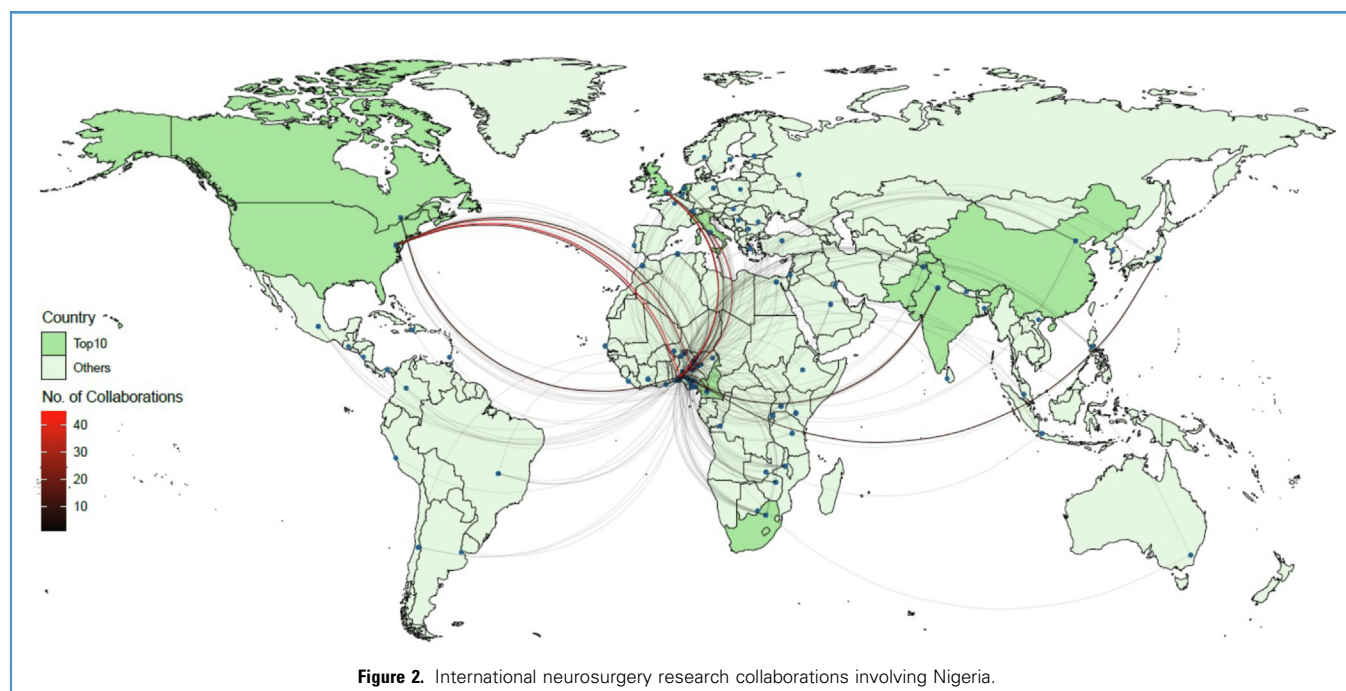 Country
Top10
Others
No. of Collaborations
40
30
20
10
Figure 2. International neurosurgery research collaborations involving Nigeria.